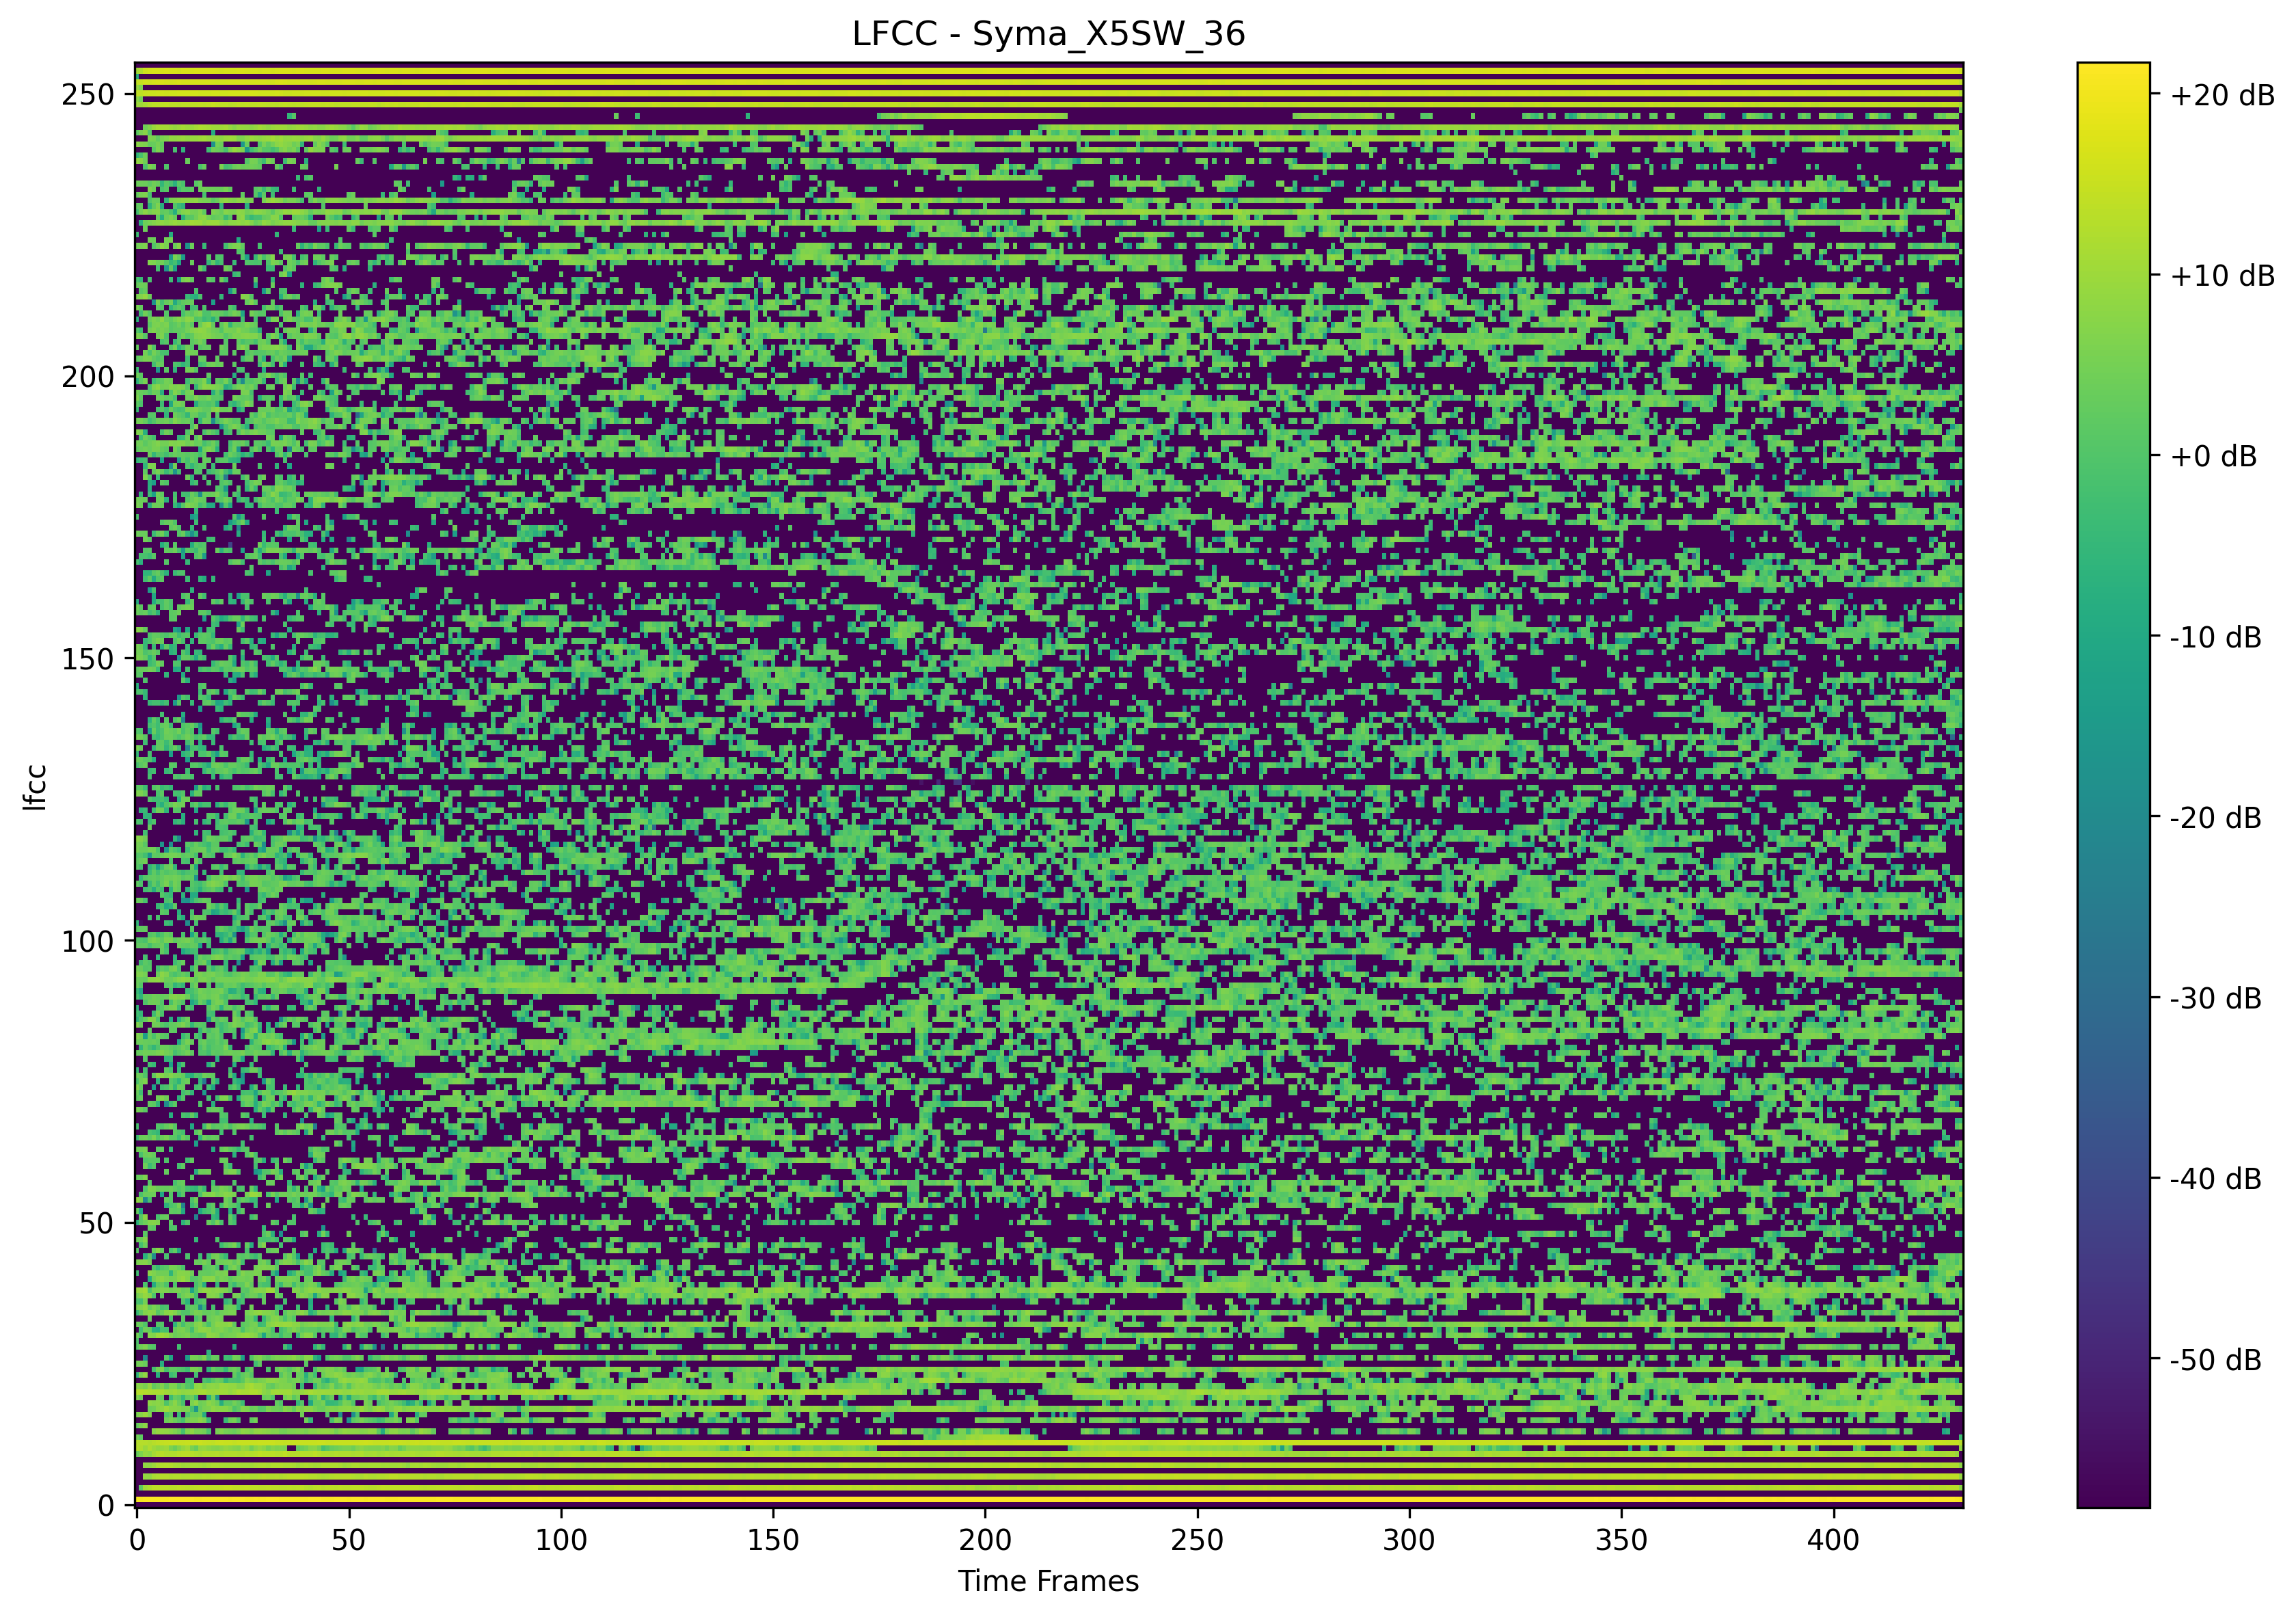 LFCC - Syma_X5SW_36
250
200
150
100
50
0
lfcc
0 50 100 150 200 250 300 350 400
Time Frames
+20 dB
+10 dB
+0 dB
-10 dB
-20 dB
-30 dB
-40 dB
-50 dB